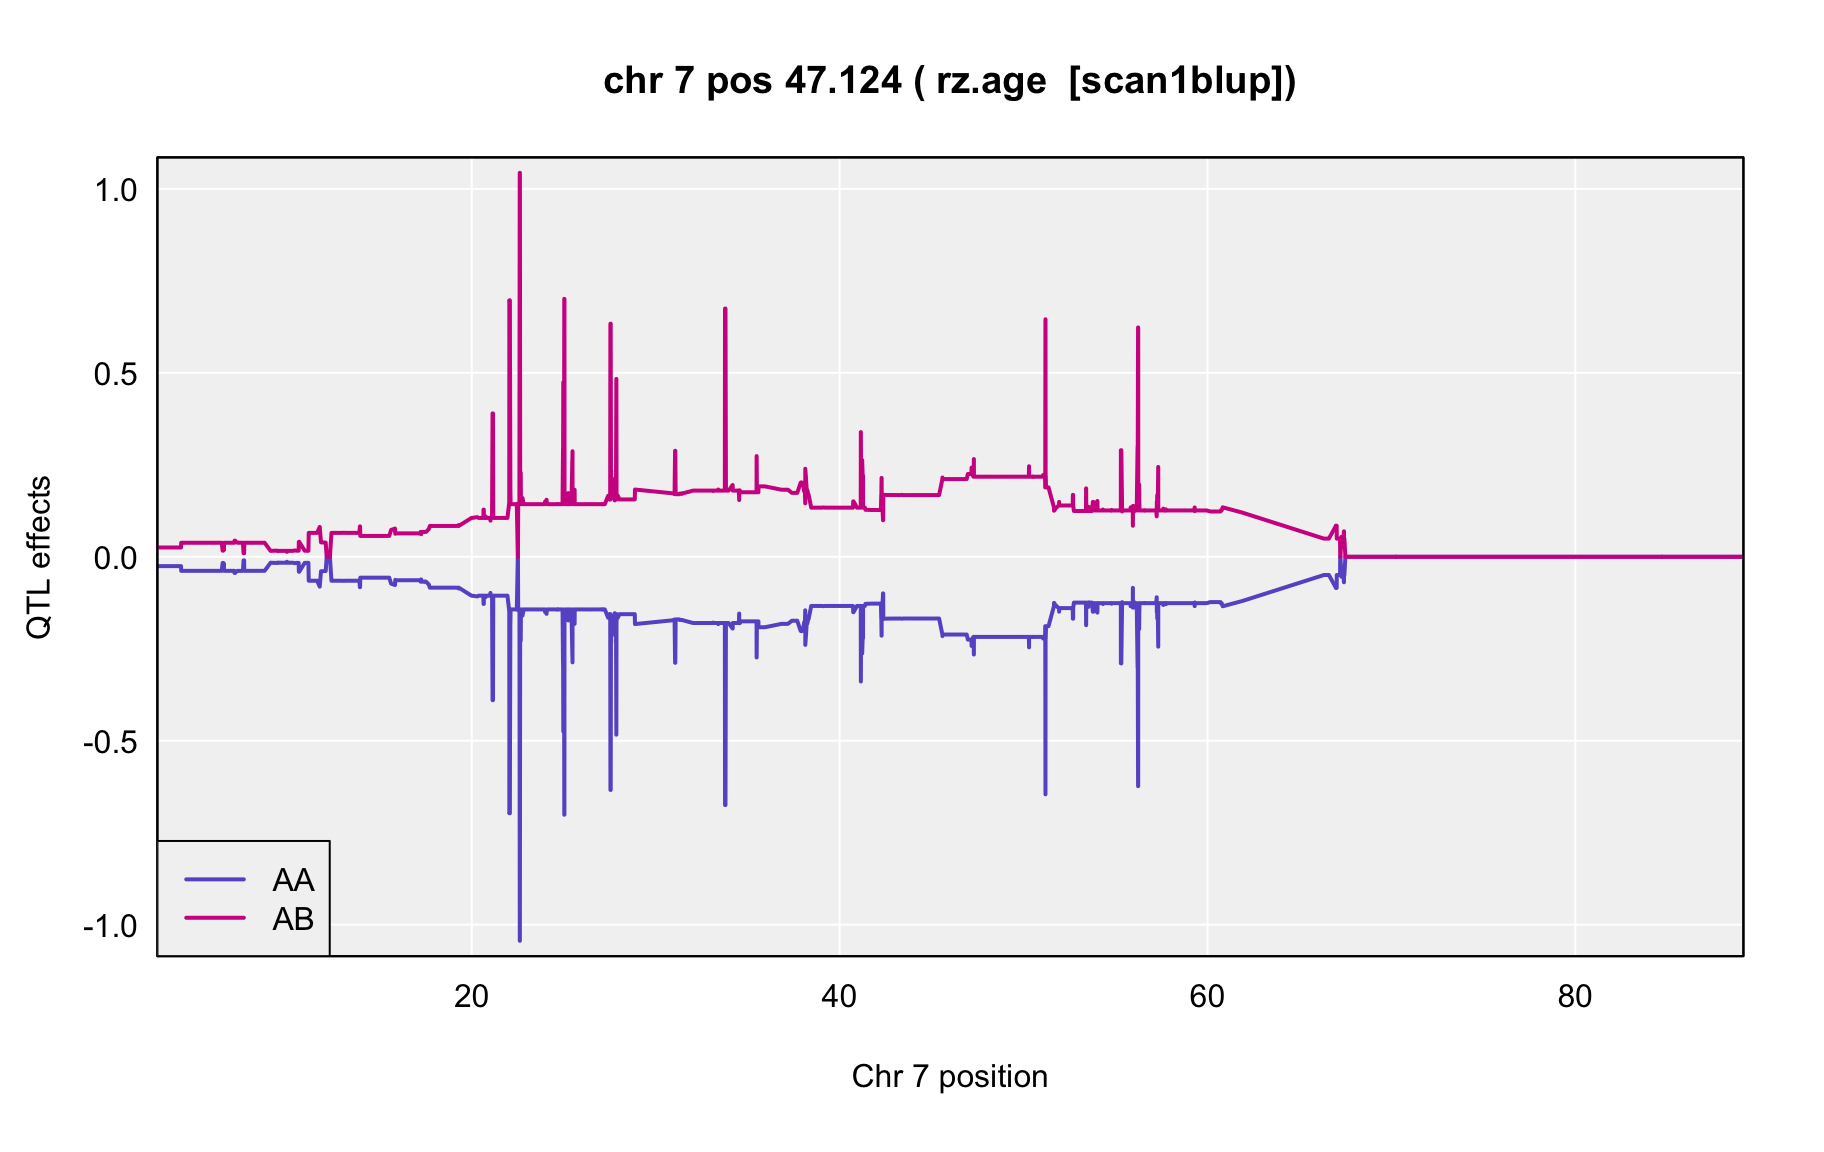 chr 7 pos 47.124 ( rz.age  [scan1blup])
QTL effects
1.0
0.5
0.0
-0.5
-1.0
AA
AB
20 40 60 80
Chr 7 position